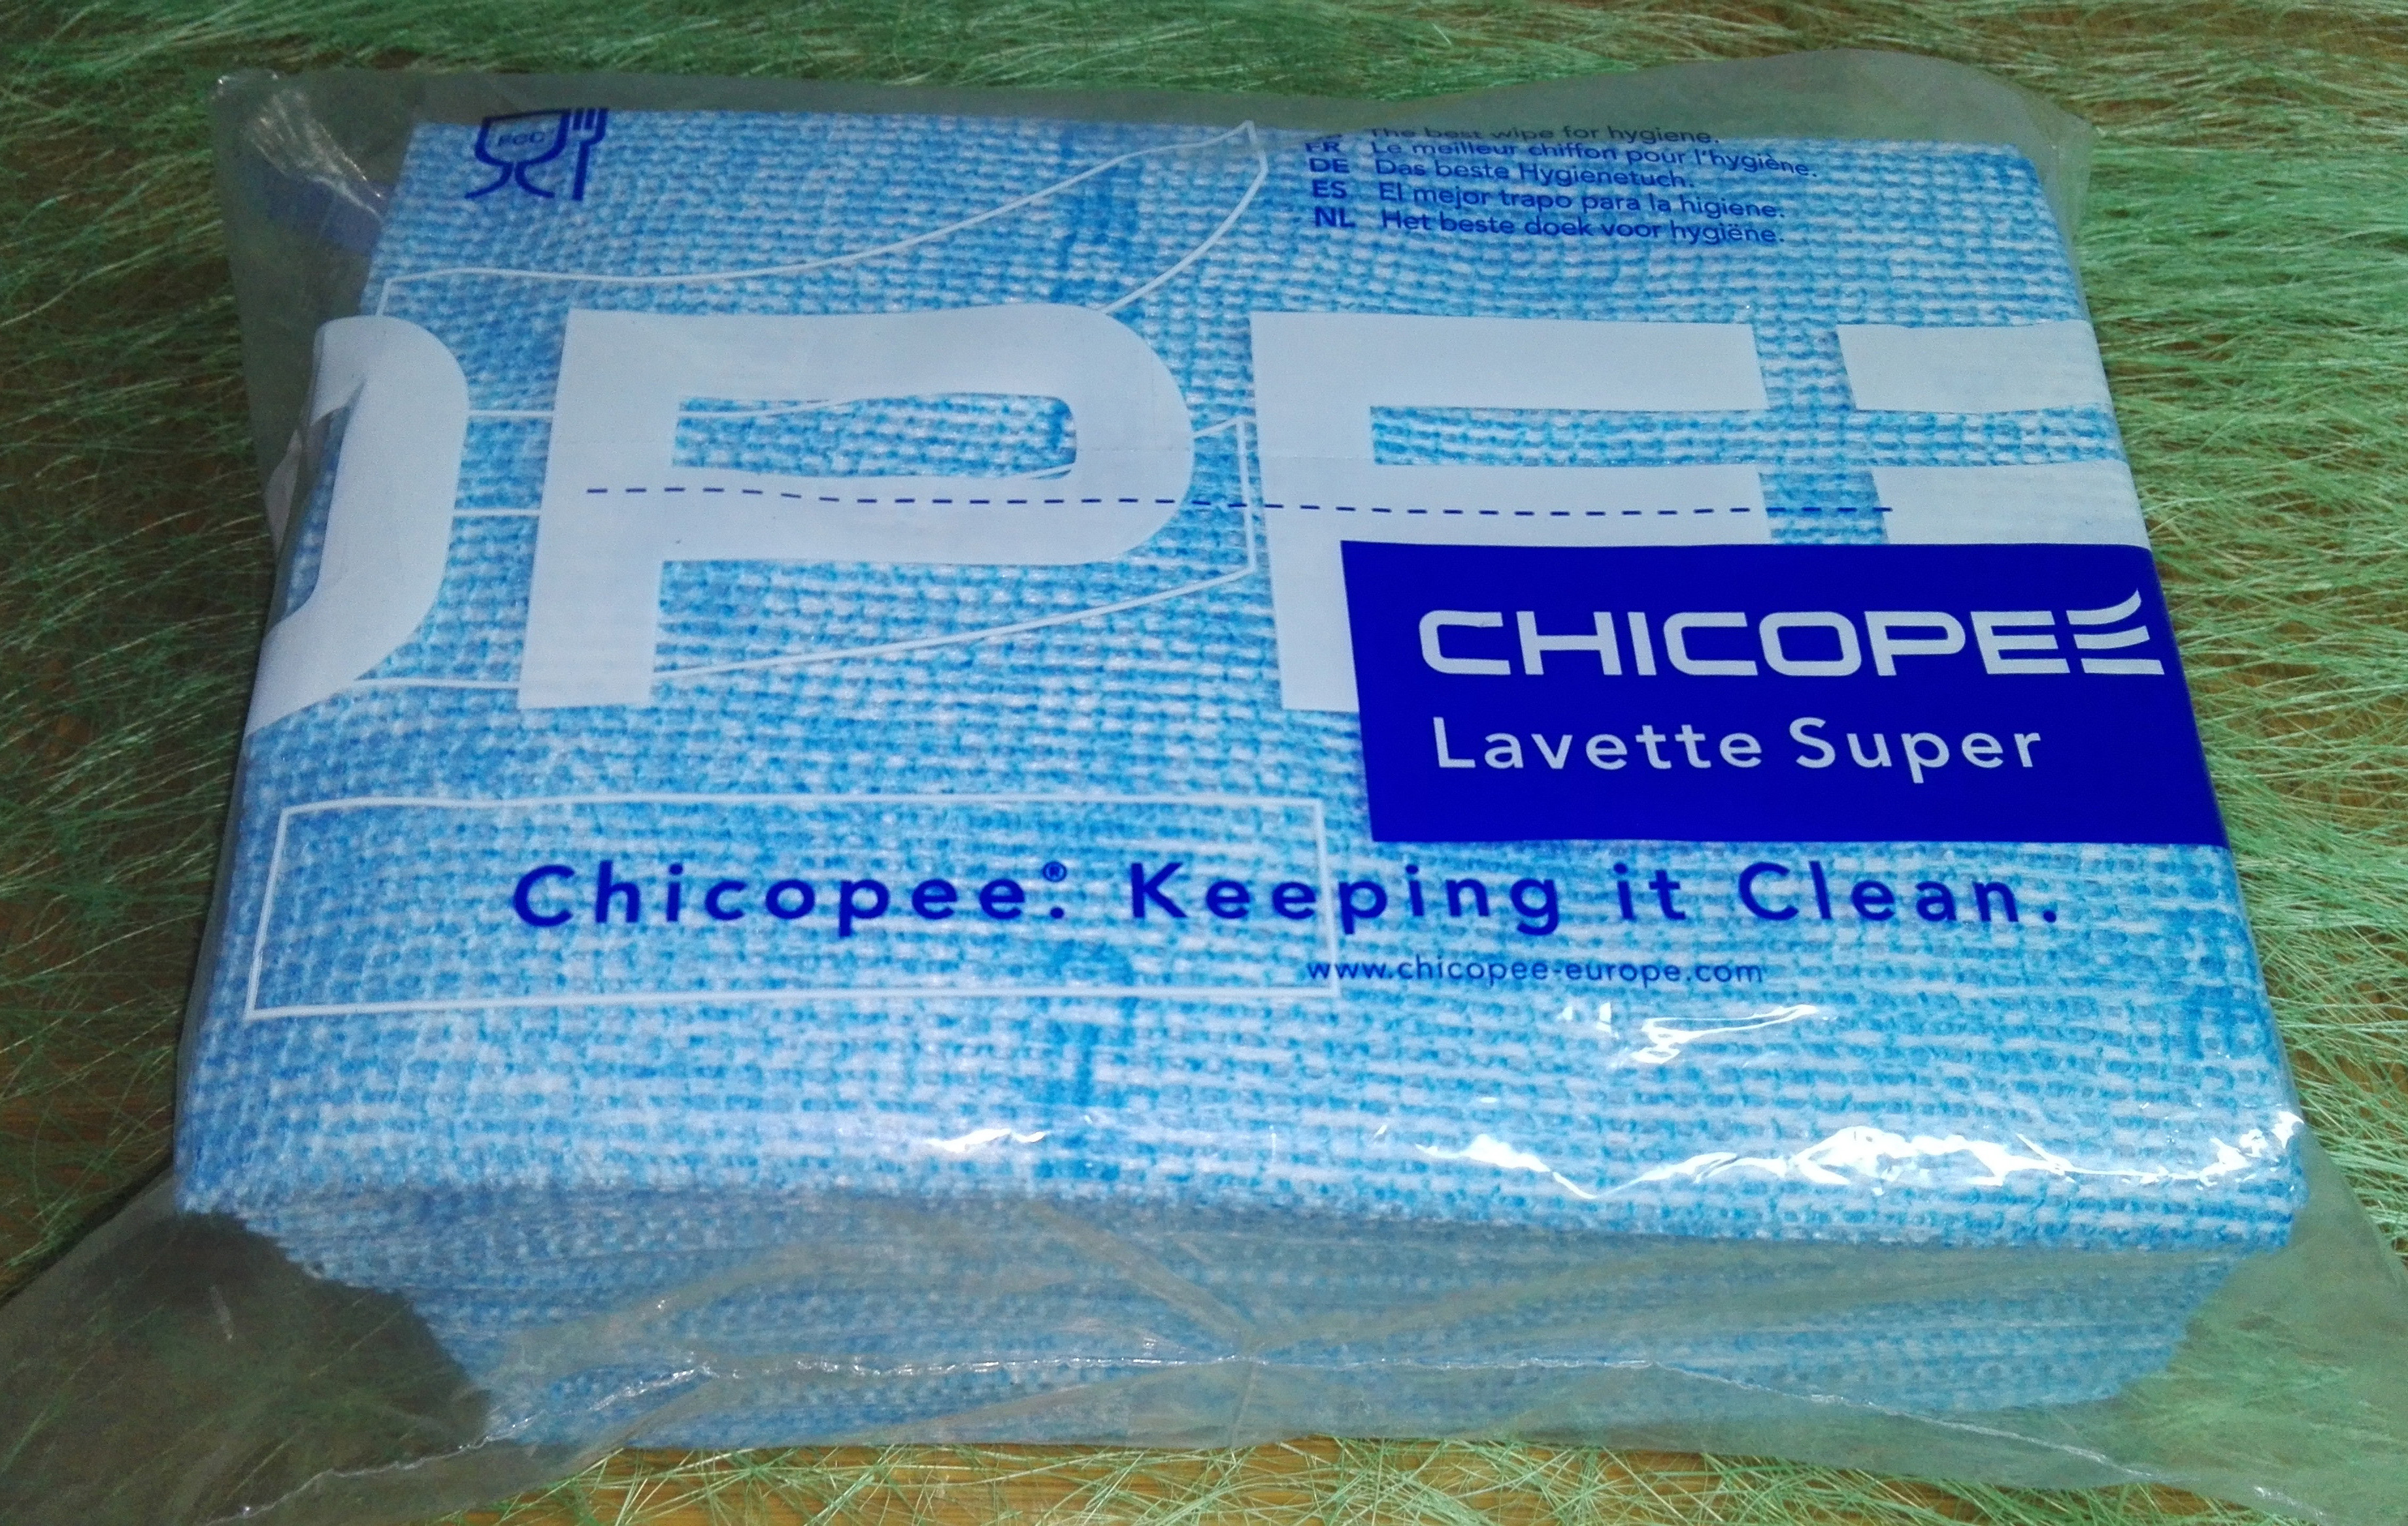 The best wipe for hygiene.
FR Le meilleur chiffon pour l'hygiène.
DE Das beste Hygienetuch.
ES El mejor trapo para la higiene.
NL Het beste doek voor hygiëne.
OPEE
CHICOPEE
Lavette Super
Chicopee®. Keeping it Clean.
www.chicopee-europe.com